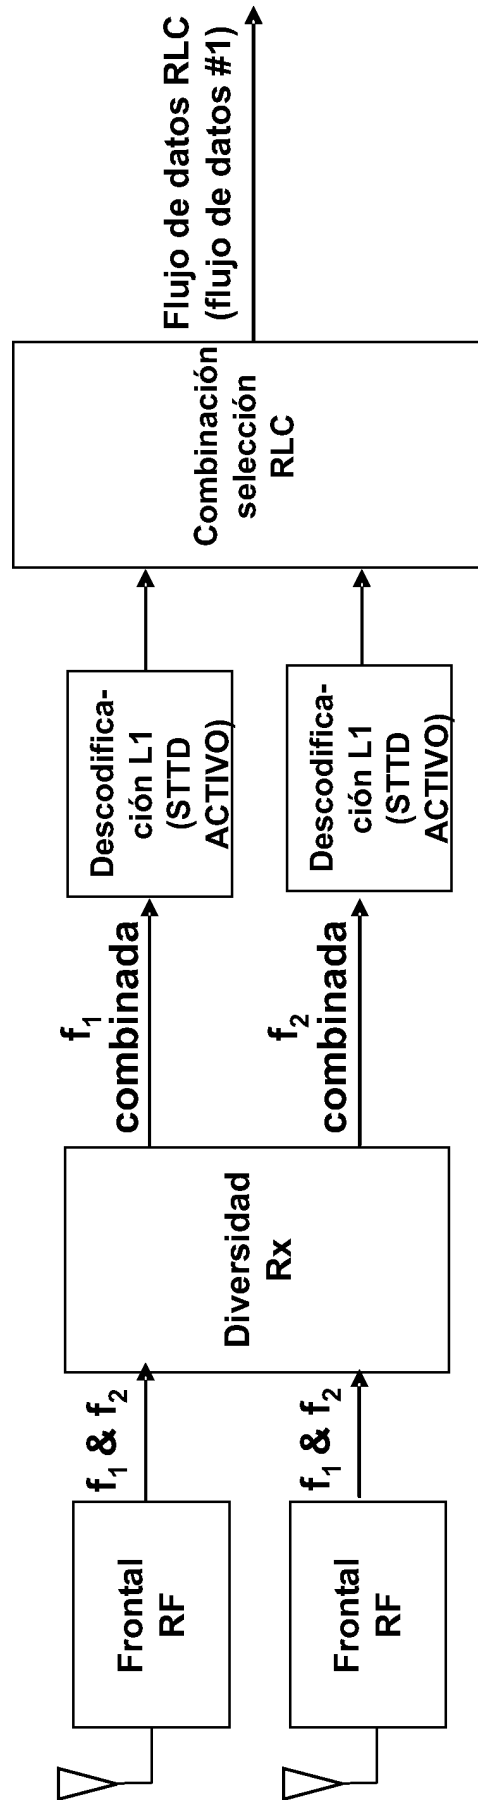 Frontal
RF
Frontal
RF
f₁ & f₂
f₁ & f₂
Diversidad
Rx
f₁
combinada
f₂
combinada
Descodifica-
ción L1
(STTD
ACTIVO)
Descodifica-
ción L1
(STTD
ACTIVO)
Combinación
selección
RLC
Flujo de datos RLC
(flujo de datos #1)